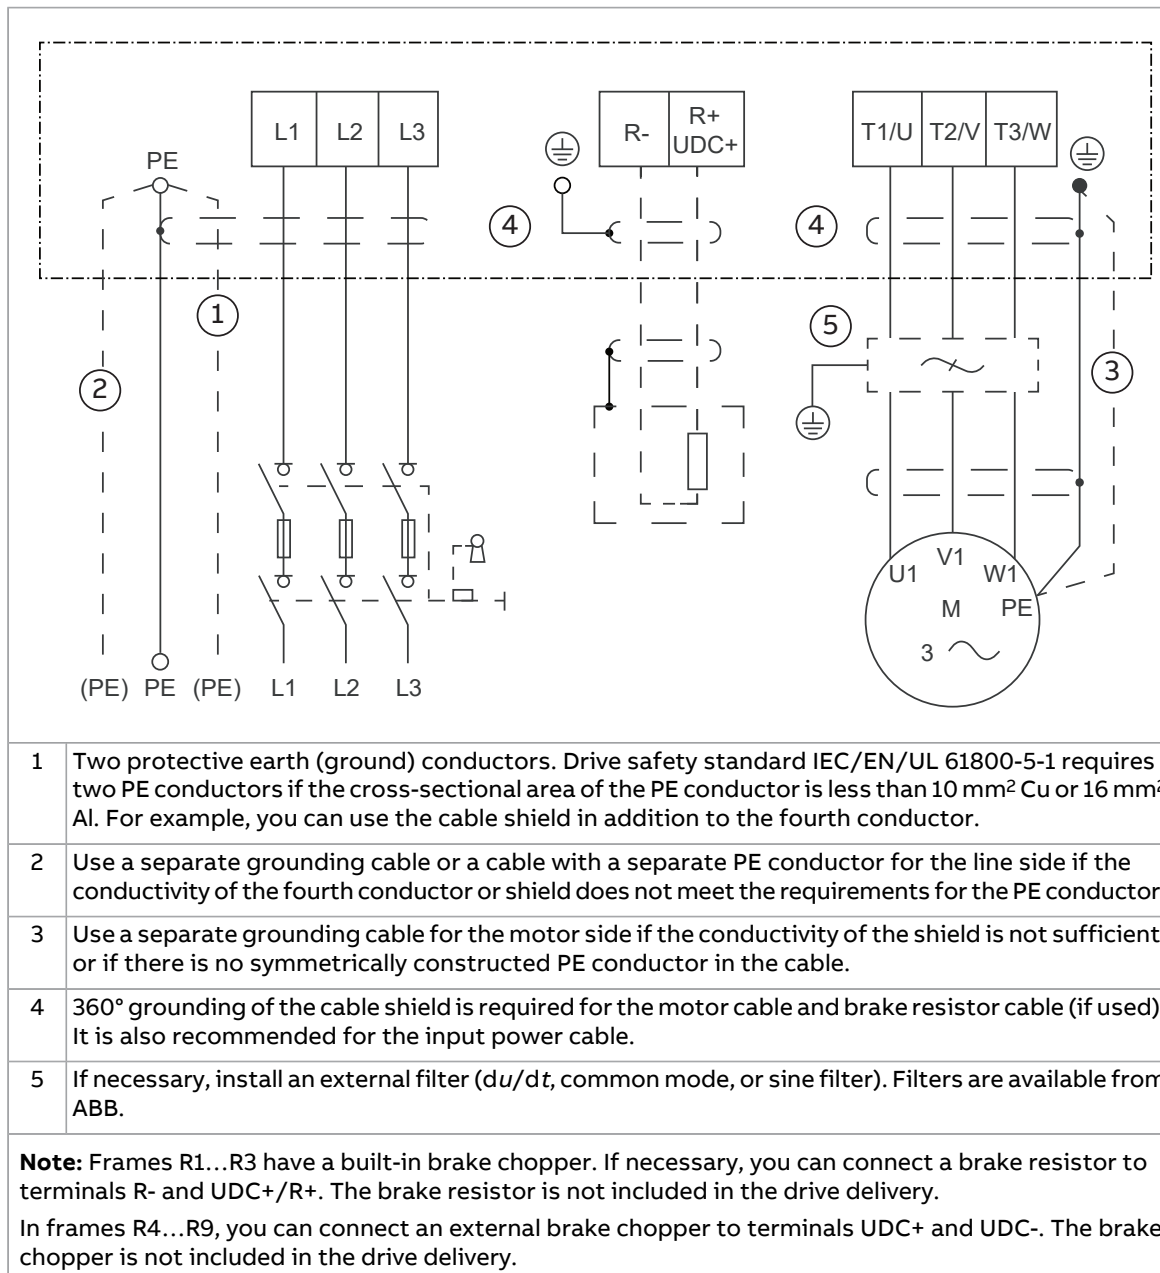 L1 L2 L3
R- R+ UDC+
T1/U T2/V T3/W
PE
4
4
1
5
2
3
U1 V1 W1
M PE
3
(PE) PE (PE) L1 L2 L3
1 Two protective earth (ground) conductors. Drive safety standard IEC/EN/UL 61800-5-1 requires
two PE conductors if the cross-sectional area of the PE conductor is less than 10 mm² Cu or 16 mm²
Al. For example, you can use the cable shield in addition to the fourth conductor.
2 Use a separate grounding cable or a cable with a separate PE conductor for the line side if the
conductivity of the fourth conductor or shield does not meet the requirements for the PE conductor
3 Use a separate grounding cable for the motor side if the conductivity of the shield is not sufficient
or if there is no symmetrically constructed PE conductor in the cable.
4 360° grounding of the cable shield is required for the motor cable and brake resistor cable (if used)
It is also recommended for the input power cable.
5 If necessary, install an external filter (du/dt, common mode, or sine filter). Filters are available from
ABB.
Note: Frames R1…R3 have a built-in brake chopper. If necessary, you can connect a brake resistor to
terminals R- and UDC+/R+. The brake resistor is not included in the drive delivery.
In frames R4…R9, you can connect an external brake chopper to terminals UDC+ and UDC-. The brake
chopper is not included in the drive delivery.